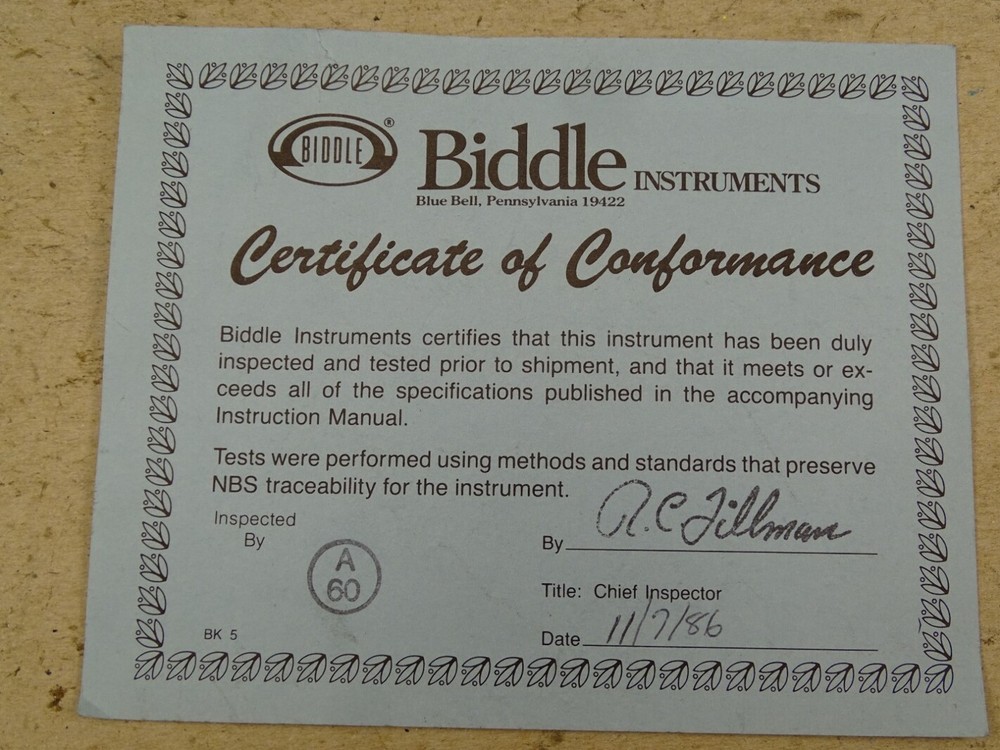 BIDDLE ®
Biddle INSTRUMENTS
Blue Bell, Pennsylvania 19422
Certificate of Conformance
Biddle Instruments certifies that this instrument has been duly
inspected and tested prior to shipment, and that it meets or ex-
ceeds all of the specifications published in the accompanying
Instruction Manual.
Tests were performed using methods and standards that preserve
NBS traceability for the instrument.
Inspected
By
A
60
By R.C. Tillman
Title: Chief Inspector
Date 11/7/86
BK 5